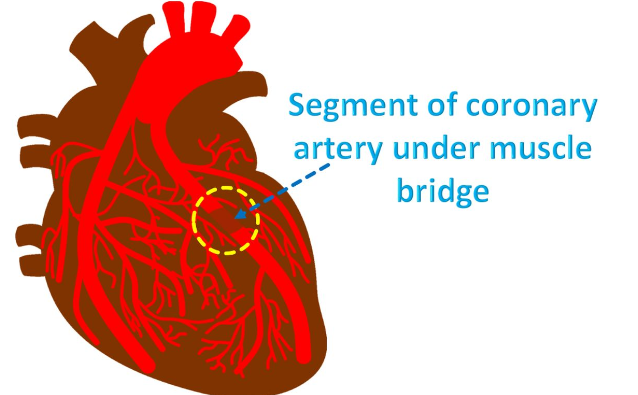 Segment of coronary
artery under muscle
bridge